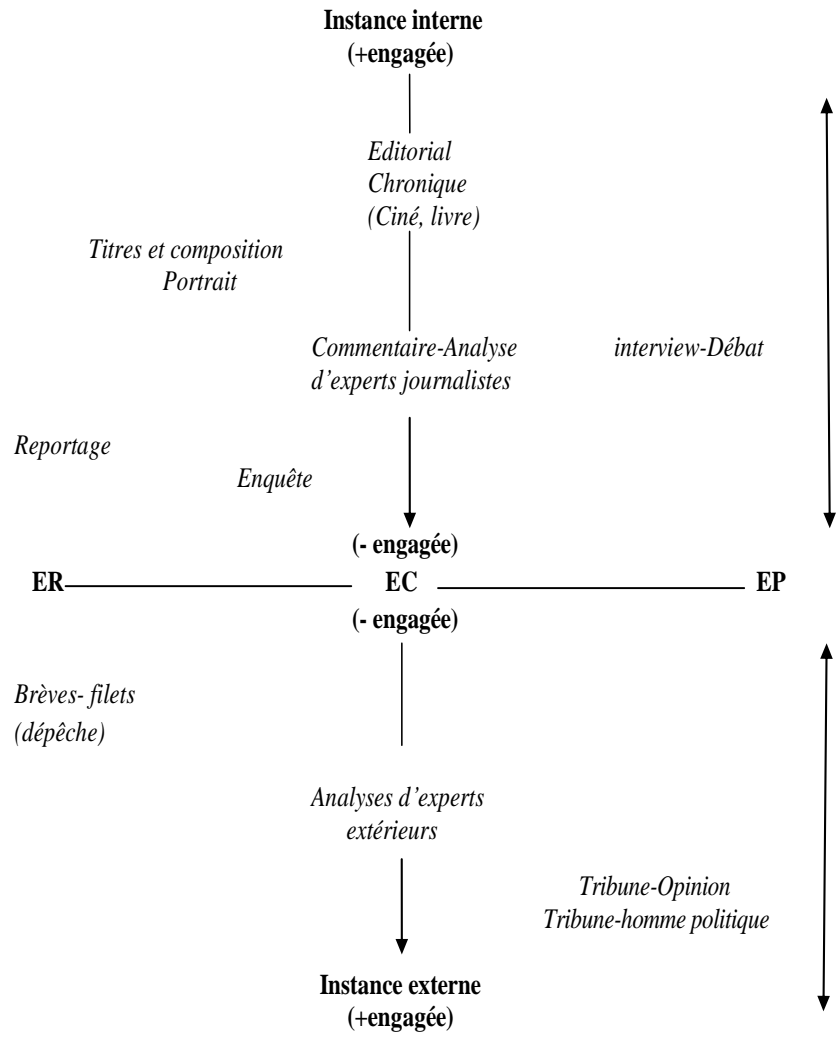 Instance interne
(+engagée)
Editorial
Chronique
(Ciné, livre)
Titres et composition
Portrait
Commentaire-Analyse
d’experts journalistes
interview-Débat
Reportage
Enquête
(- engagée)
ER
EC
EP
(- engagée)
Brèves- filets
(dépêche)
Analyses d’experts
extérieurs
Tribune-Opinion
Tribune-homme politique
Instance externe
(+engagée)